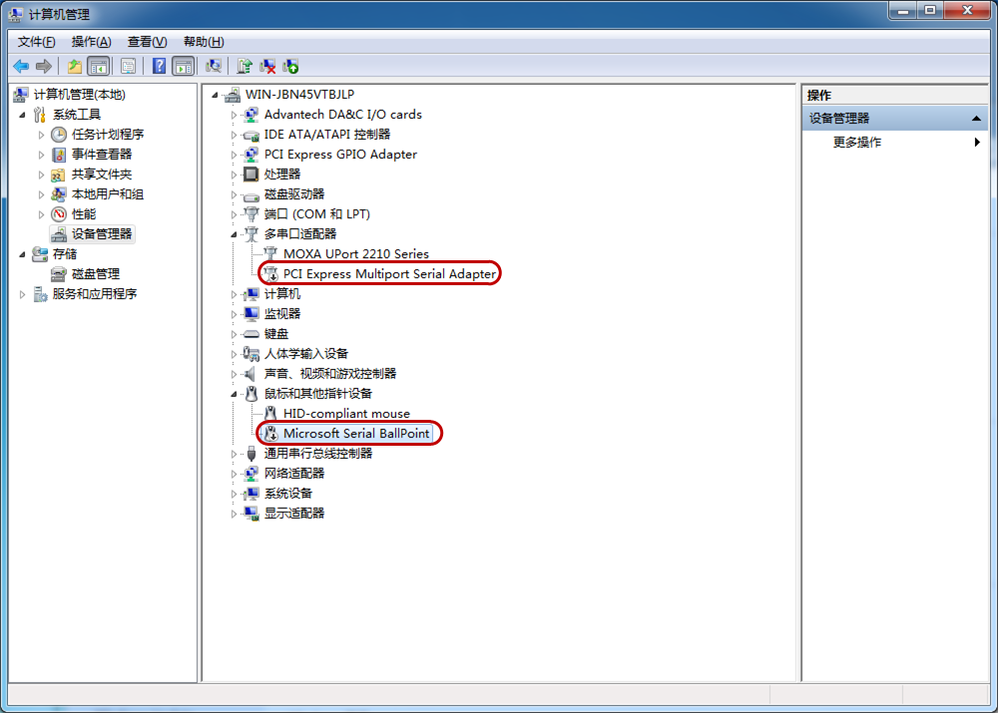 计算机管理
文件(F) 操作(A) 查看(V) 帮助(H)
计算机管理(本地)
系统工具
任务计划程序
事件查看器
共享文件夹
本地用户和组
性能
设备管理器
存储
磁盘管理
服务和应用程序
WIN-JBN45VTBJLP
Advantech DA&C I/O cards
IDE ATA/ATAPI 控制器
PCI Express GPIO Adapter
处理器
磁盘驱动器
端口 (COM 和 LPT)
多串口适配器
MOXA UPort 2210 Series
PCI Express Multiport Serial Adapter
计算机
监视器
键盘
人体学输入设备
声音、视频和游戏控制器
鼠标和其他指针设备
HID-compliant mouse
Microsoft Serial BallPoint
通用串行总线控制器
网络适配器
系统设备
显示适配器
操作
设备管理器
更多操作